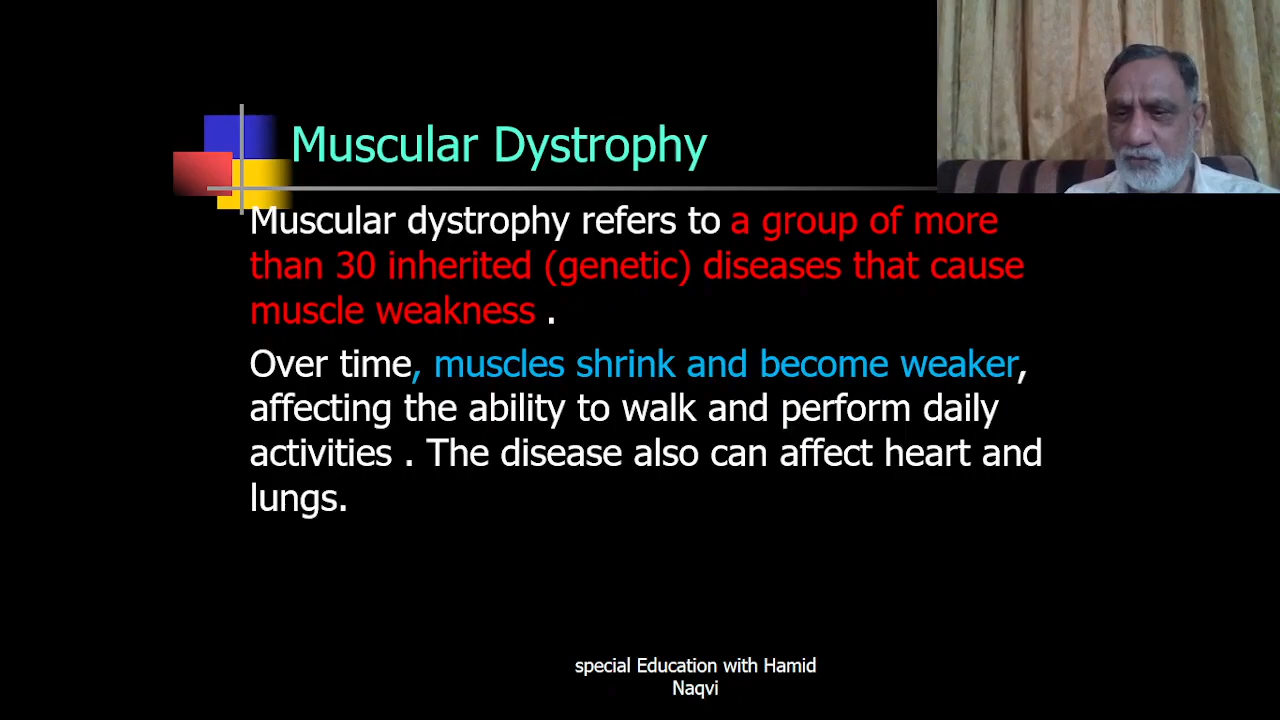 Muscular Dystrophy
Muscular dystrophy refers to a group of more
than 30 inherited (genetic) diseases that cause
muscle weakness .
Over time, muscles shrink and become weaker,
affecting the ability to walk and perform daily
activities . The disease also can affect heart and
lungs.
special Education with Hamid
Naqvi